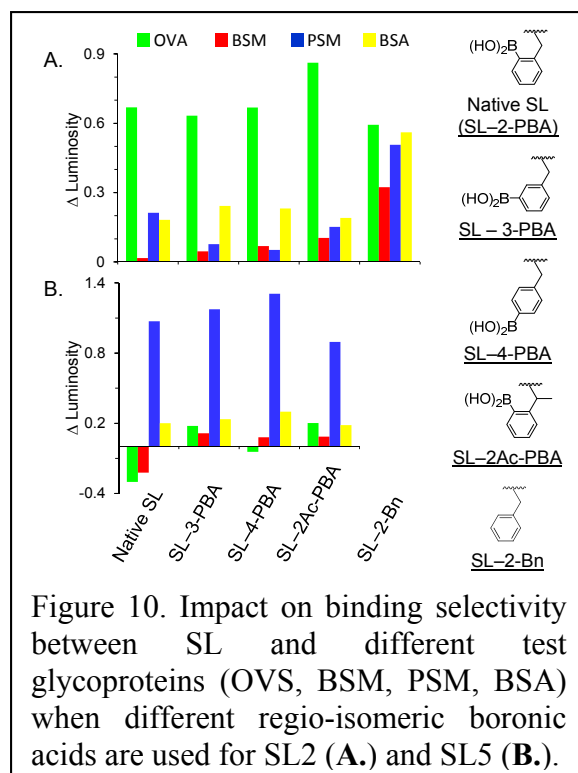 A.
OVA BSM PSM BSA
0.9
0.6
0.3
0
Δ Luminosity
B.
1.4
0.8
0.2
-0.4
Δ Luminosity
Native SL
SL–3-PBA
SL–4-PBA
SL–2Ac-PBA
SL–2-Bn
(HO)₂B
Native SL
(SL–2-PBA)
(HO)₂B
SL – 3-PBA
(HO)₂B
SL–4-PBA
(HO)₂B
SL–2Ac-PBA
SL–2-Bn
Figure 10. Impact on binding selectivity
between SL and different test
glycoproteins (OVS, BSM, PSM, BSA)
when different regio-isomeric boronic
acids are used for SL2 (A.) and SL5 (B.).